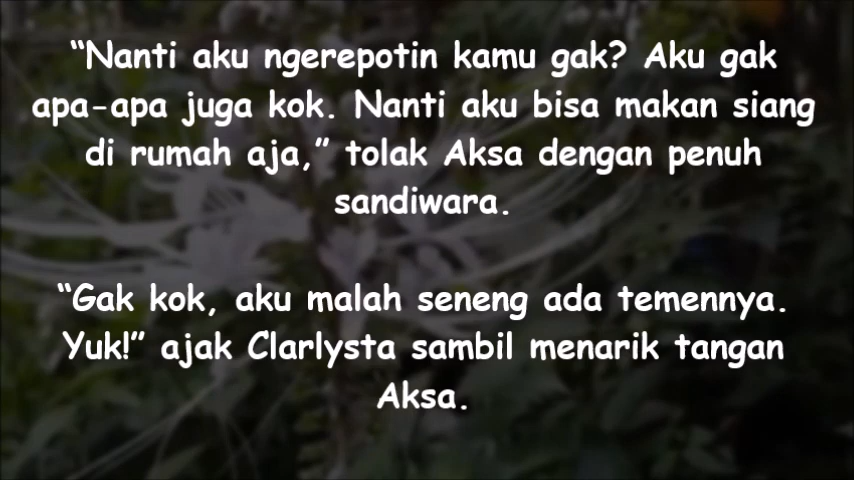 “Nanti aku ngerepotin kamu gak? Aku gak
apa-apa juga kok. Nanti aku bisa makan siang
di rumah aja,” tolak Aksa dengan penuh
sandiwara.
“Gak kok, aku malah seneng ada temennya.
Yuk!” ajak Clarlysta sambil menarik tangan
Aksa.